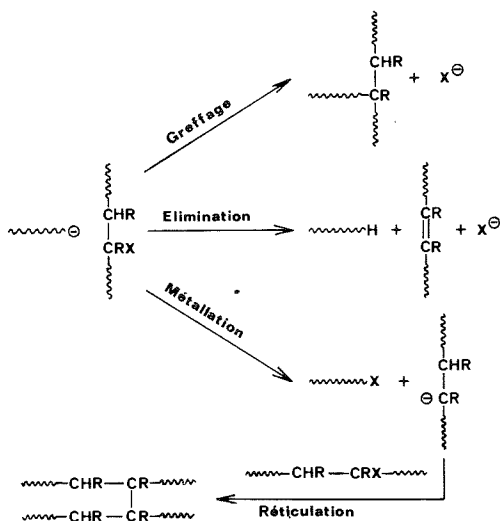 CHR
CR + X⊖
Greffage
⊖ CHR
CRX
Elimination
H + CR
CR + X⊖
Métallation
X + CHR
⊖ CR
CHR—CRX
CHR—CR
CHR—CR
Réticulation